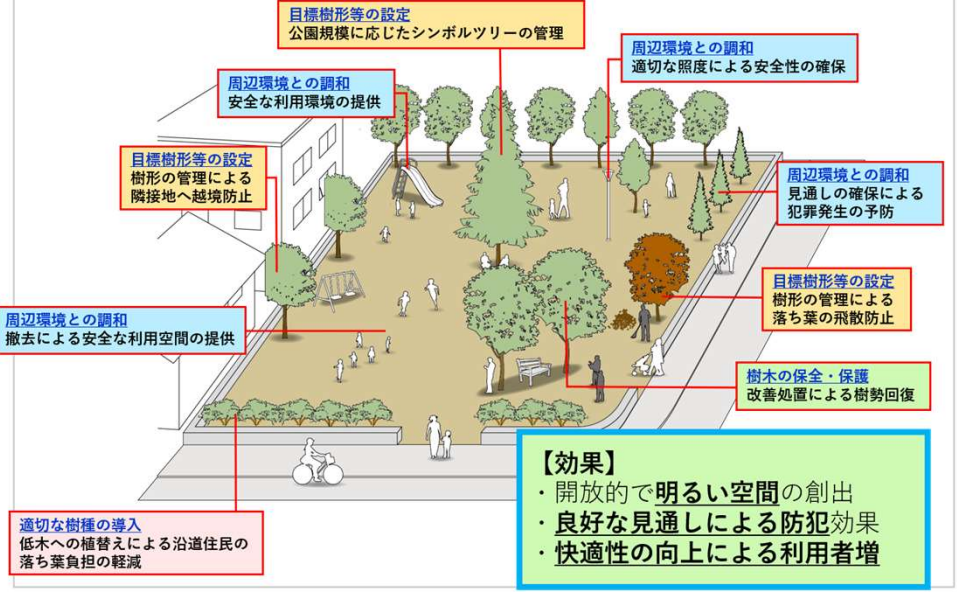 目標樹形等の設定
公園規模に応じたシンボルツリーの管理
周辺環境との調和
適切な照度による安全性の確保
周辺環境との調和
安全な利用環境の提供
目標樹形等の設定
樹形の管理による
隣接地へ越境防止
周辺環境との調和
見通しの確保による
犯罪発生の予防
目標樹形等の設定
樹形の管理による
落ち葉の飛散防止
周辺環境との調和
撤去による安全な利用空間の提供
樹木の保全・保護
改善処置による樹勢回復
適切な樹種の導入
低木への植替えによる沿道住民の
落ち葉負担の軽減
【効果】
・開放的で明るい空間の創出
・良好な見通しによる防犯効果
・快適性の向上による利用者増